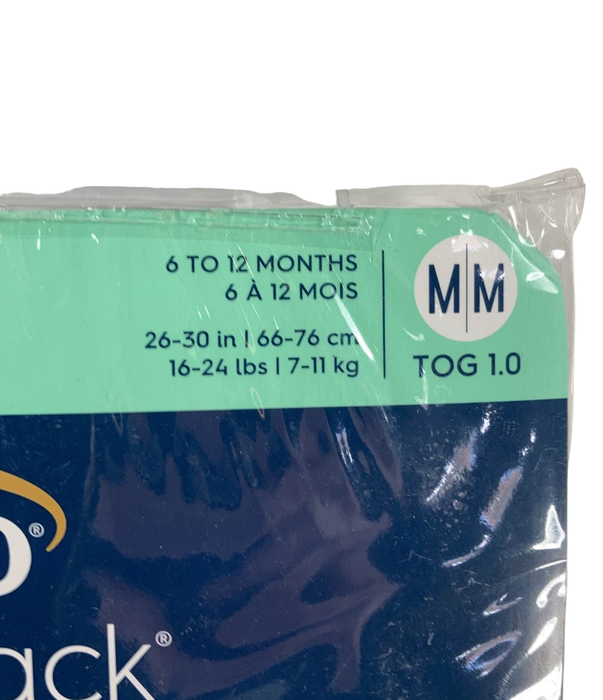 6 TO 12 MONTHS
6 À 12 MOIS
26-30 in | 66-76 cm
16-24 lbs | 7-11 kg
M|M
TOG 1.0
®
ack®